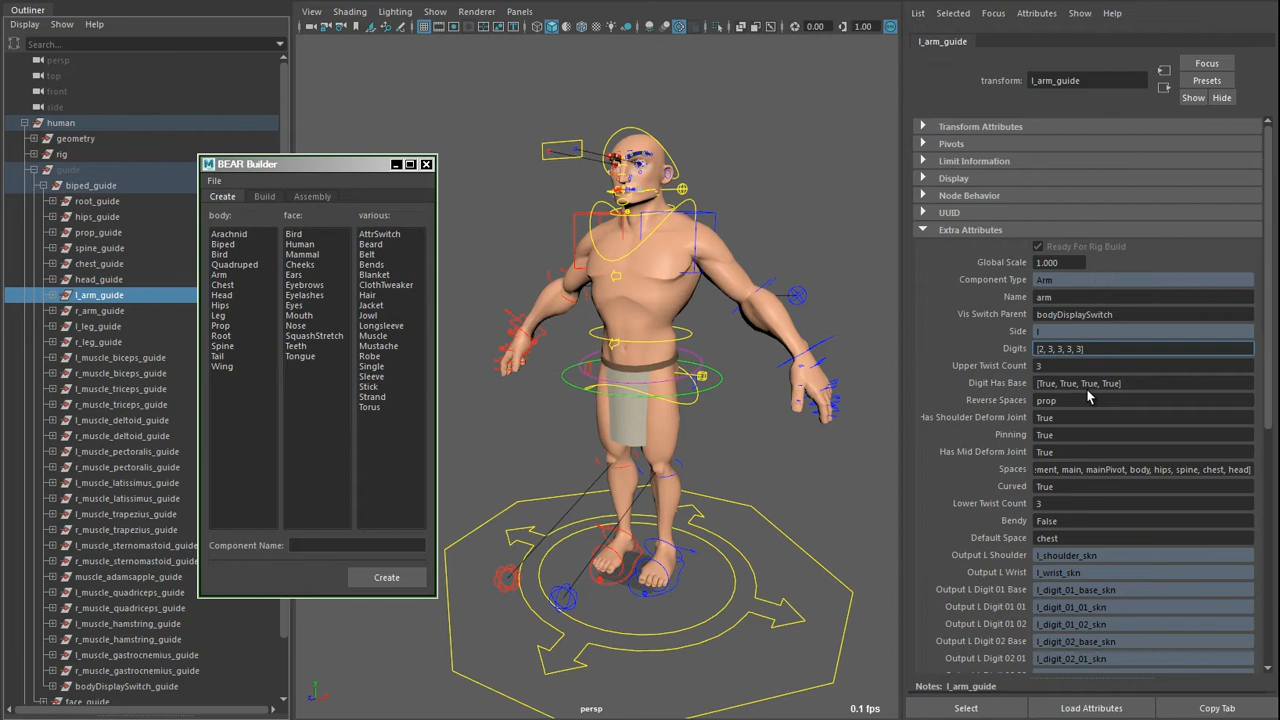 Outliner
Display Show Help
Search...
persp
top
front
side
human
geometry
rig
guide
biped_guide
root_guide
hips_guide
prop_guide
spine_guide
chest_guide
head_guide
l_arm_guide
r_arm_guide
l_leg_guide
r_leg_guide
l_muscle_biceps_guide
r_muscle_biceps_guide
l_muscle_triceps_guide
r_muscle_triceps_guide
l_muscle_deltoid_guide
r_muscle_deltoid_guide
l_muscle_pectoralis_guide
r_muscle_pectoralis_guide
l_muscle_latissimus_guide
r_muscle_latissimus_guide
l_muscle_trapezius_guide
r_muscle_trapezius_guide
l_muscle_sternomastoid_guide
r_muscle_sternomastoid_guide
muscle_adamsapple_guide
l_muscle_quadriceps_guide
r_muscle_quadriceps_guide
l_muscle_hamstring_guide
r_muscle_hamstring_guide
l_muscle_gastrocnemius_guide
r_muscle_gastrocnemius_guide
bodyDisplaySwitch_guide
face_guide
BEAR Builder
File
Create Build Assembly
body: face: various:
Arachnid Bird AttrSwitch
Biped Human Beard
Bird Mammal Belt
Quadruped Cheeks Bends
Arm Ears Blanket
Chest Eyebrows ClothTweaker
Head Eyelashes Hair
Hips Eyes Jacket
Leg Mouth Jowl
Prop Nose Longsleeve
Root SquashStretch Muscle
Spine Teeth Mustache
Tail Tongue Robe
Wing Single
Sleeve
Stick
Strand
Torus
Component Name:
Create
View Shading Lighting Show Renderer Panels
0.00 1.00
persp
0.1 fps
List Selected Focus Attributes Show Help
l_arm_guide
transform: l_arm_guide
Focus
Presets
Show Hide
Transform Attributes
Pivots
Limit Information
Display
Node Behavior
UUID
Extra Attributes
Ready For Rig Build
Global Scale 1.000
Component Type Arm
Name arm
Vis Switch Parent bodyDisplaySwitch
Side l
Digits [2, 3, 3, 3, 3]
Upper Twist Count 3
Digit Has Base [True, True, True, True]
Reverse Spaces prop
Has Shoulder Deform Joint True
Pinning True
Has Mid Deform Joint True
Spaces ement, main, mainPivot, body, hips, spine, chest, head]
Curved True
Lower Twist Count 3
Bendy False
Default Space chest
Output L Shoulder l_shoulder_skn
Output L Wrist l_wrist_skn
Output L Digit 01 Base l_digit_01_base_skn
Output L Digit 01 01 l_digit_01_01_skn
Output L Digit 01 02 l_digit_01_02_skn
Output L Digit 02 Base l_digit_02_base_skn
Output L Digit 02 01 l_digit_02_01_skn
Notes: l_arm_guide
Select Load Attributes Copy Tab